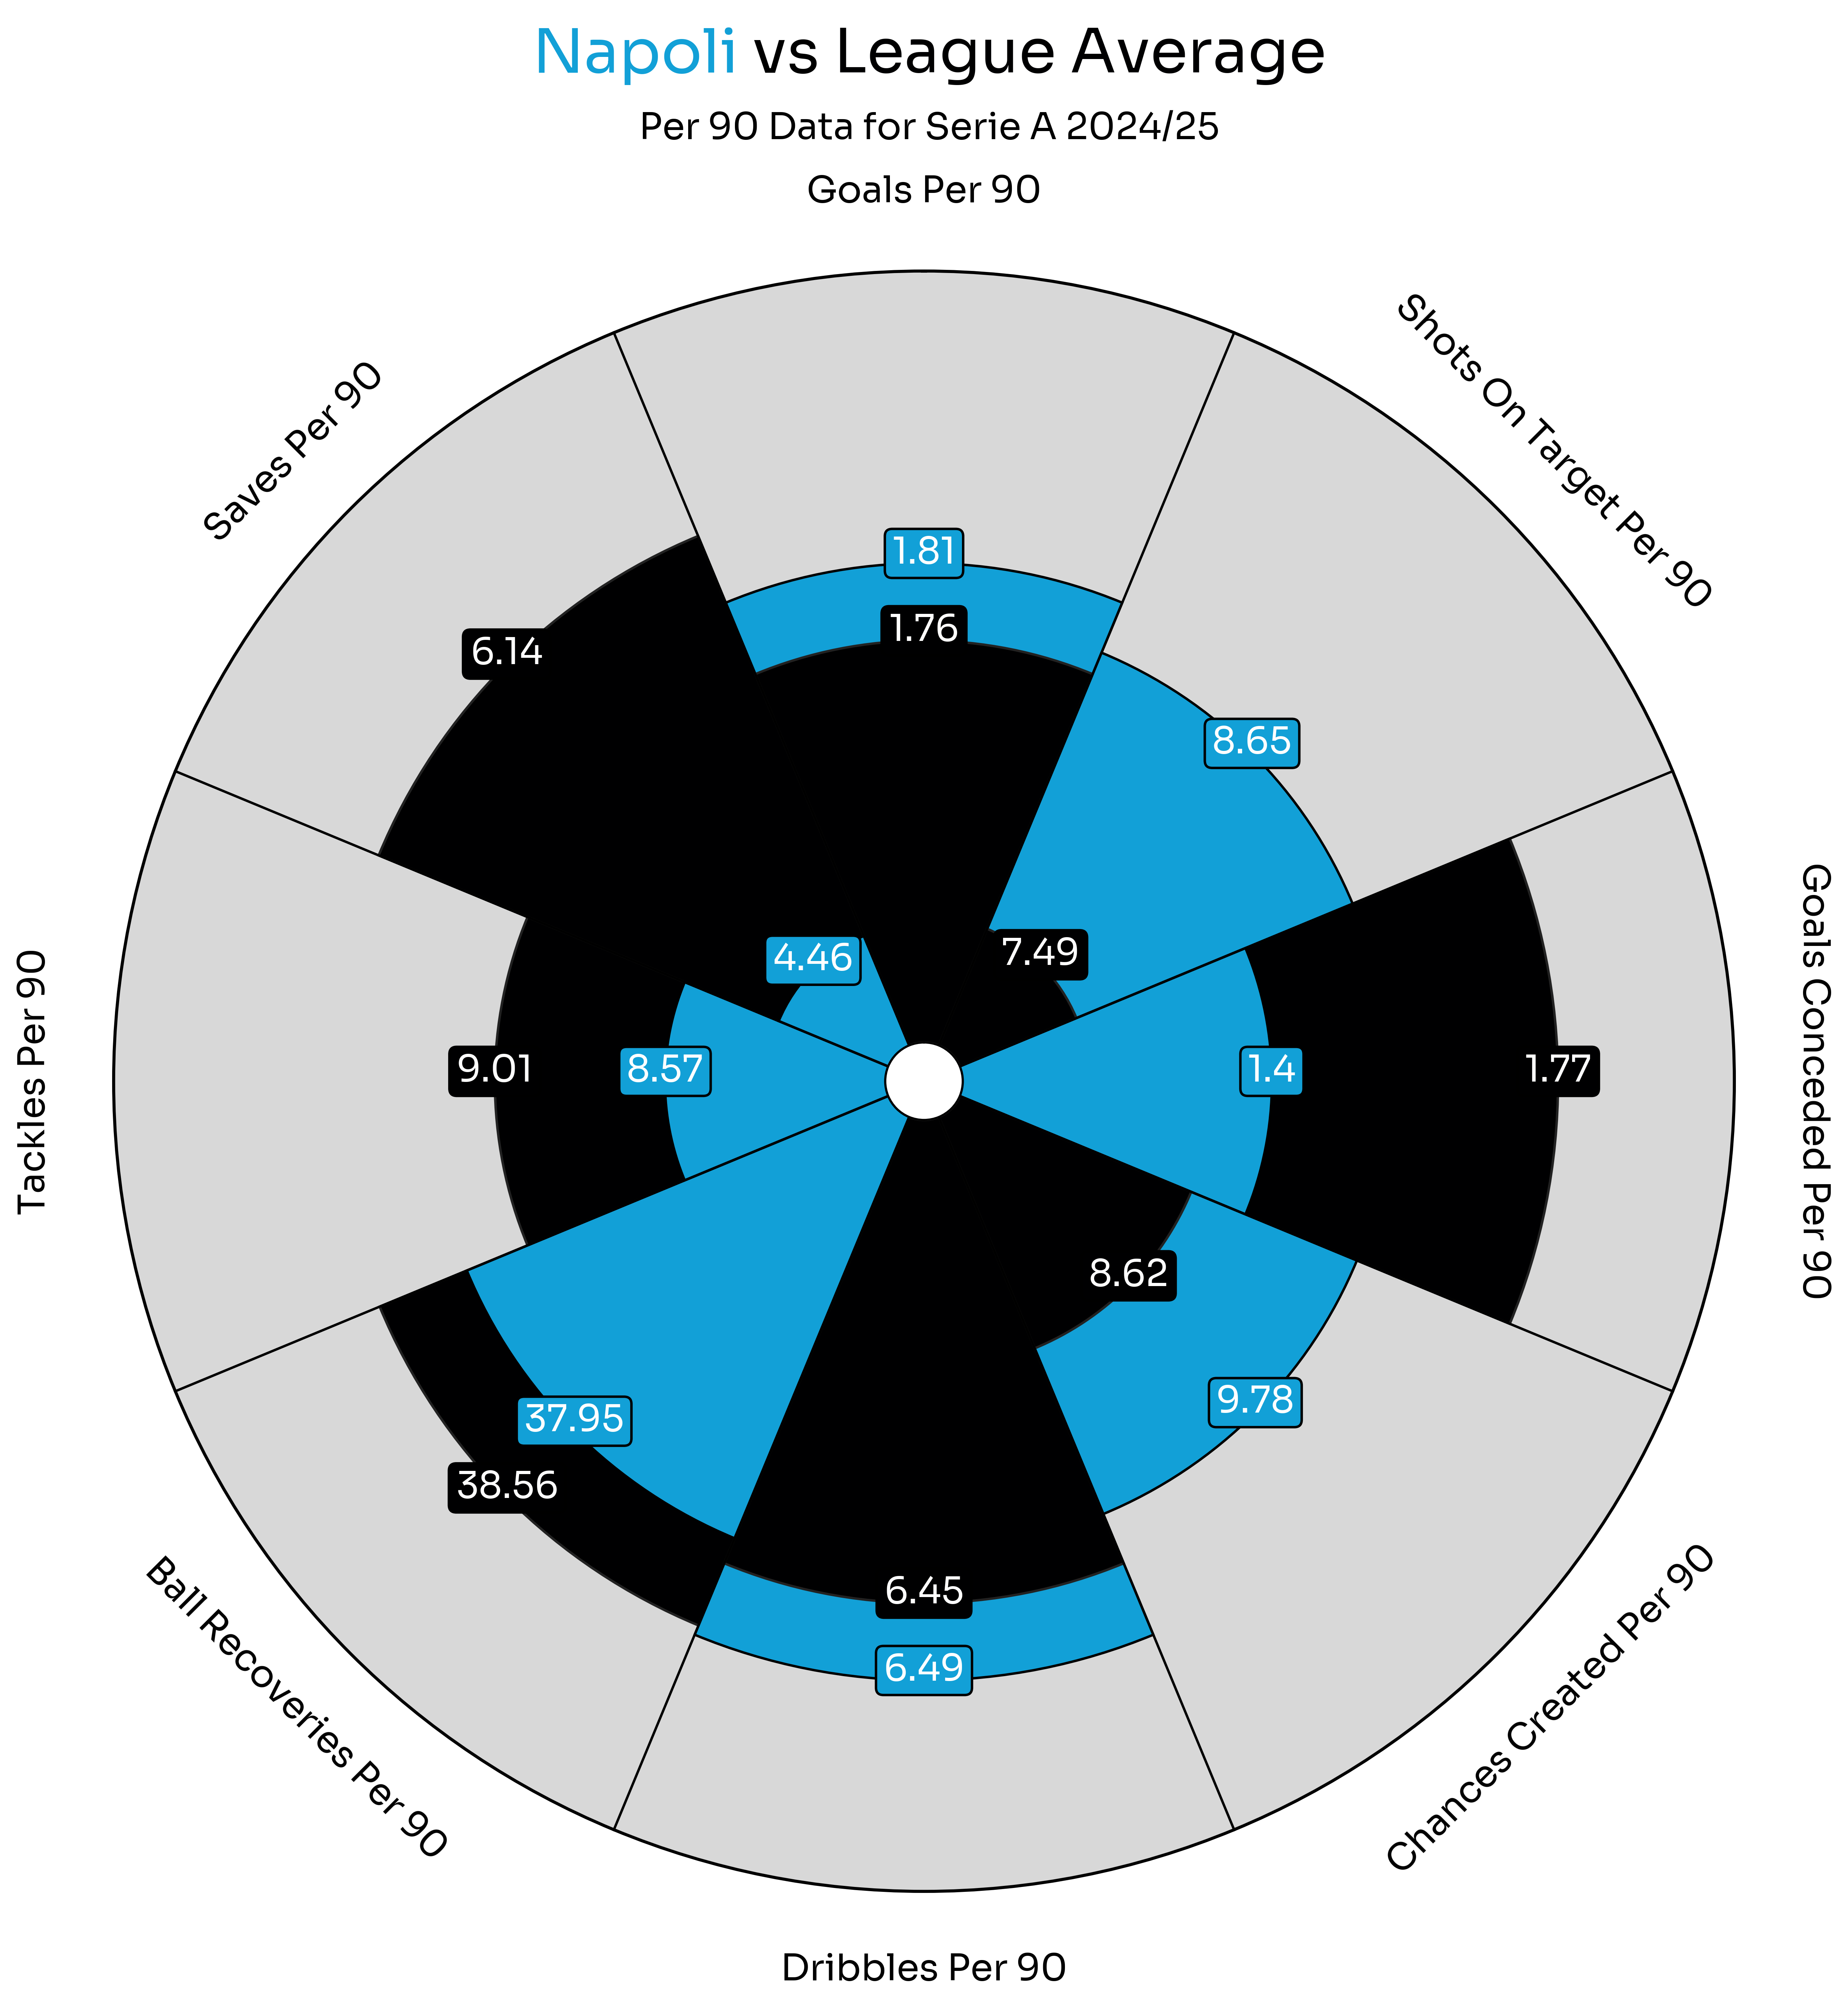 Napoli vs League Average
Per 90 Data for Serie A 2024/25
Goals Per 90
Shots On Target Per 90
Saves Per 90
1.81
1.76
6.14
8.65
4.46
7.49
Goals Conceded Per 90
Tackles Per 90
9.01
8.57
1.4
1.77
8.62
9.78
37.95
38.56
6.45
6.49
Ball Recoveries Per 90
Chances Created Per 90
Dribbles Per 90